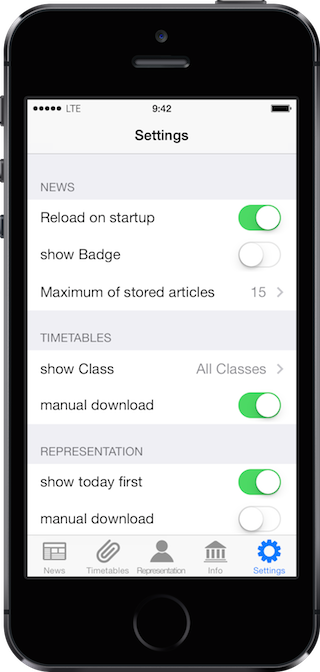 LTE 9:42
Settings
NEWS
Reload on startup
show Badge
Maximum of stored articles 15
TIMETABLES
show Class All Classes
manual download
REPRESENTATION
show today first
manual download
News Timetables Representation Info Settings